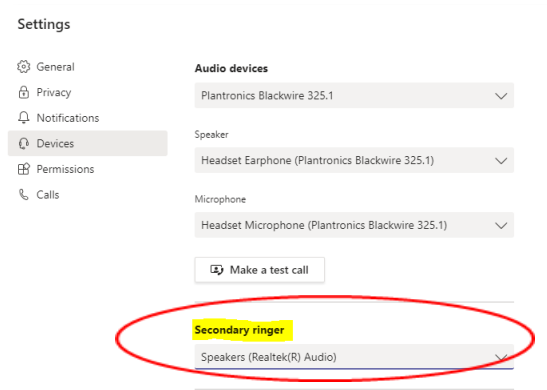 Settings
General
Privacy
Notifications
Devices
Permissions
Calls
Audio devices
Plantronics Blackwire 325.1
Speaker
Headset Earphone (Plantronics Blackwire 325.1)
Microphone
Headset Microphone (Plantronics Blackwire 325.1)
Make a test call
Secondary ringer
Speakers (Realtek(R) Audio)